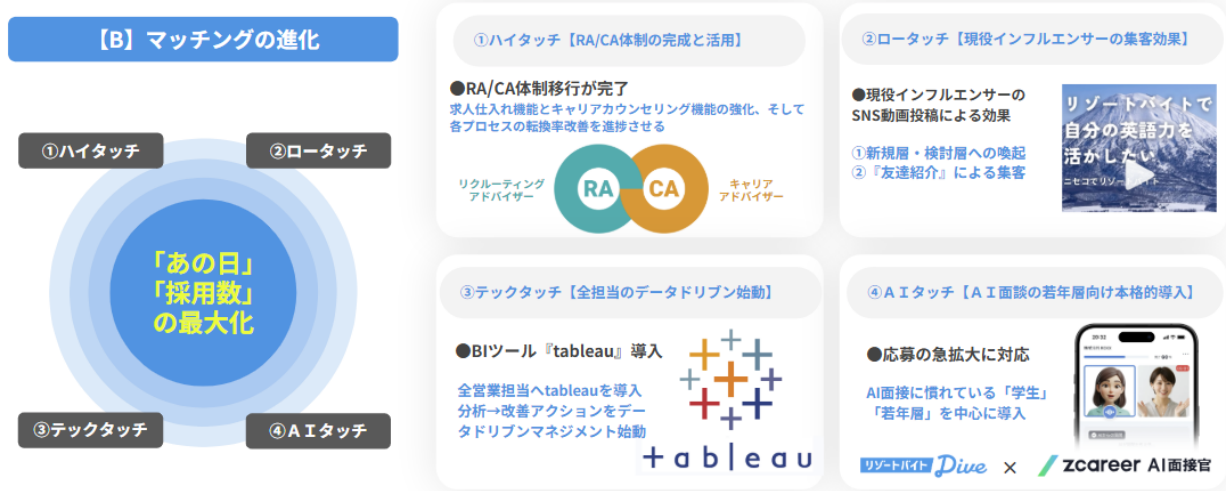 【B】マッチングの進化
①ハイタッチ
②ロータッチ
「あの日」
「採用数」
の最大化
③テックタッチ
④ＡＩタッチ
①ハイタッチ【RA/CA体制の完成と活用】
●RA/CA体制移行が完了
求人仕入れ機能とキャリアカウンセリング機能の強化、そして
各プロセスの転換率改善を進捗させる
リクルーティング
アドバイザー
RA
CA
キャリア
アドバイザー
②ロータッチ【現役インフルエンサーの集客効果】
●現役インフルエンサーの
SNS動画投稿による効果
①新規層・検討層への喚起
②『友達紹介』による集客
リゾートバイトで
自分の英語力を
活かしたい
ニセコでリゾートバイト
③テックタッチ【全担当のデータドリブン始動】
●BIツール『tableau』導入
全営業担当へtableauを導入
分析→改善アクションをデー
タドリブンマネジメント始動
tableau
④ＡＩタッチ【ＡＩ面談の若年層向け本格的導入】
●応募の急拡大に対応
AI面接に慣れている「学生」
「若年層」を中心に導入
20:32
リゾートバイト Dive × zcareer AI面接官